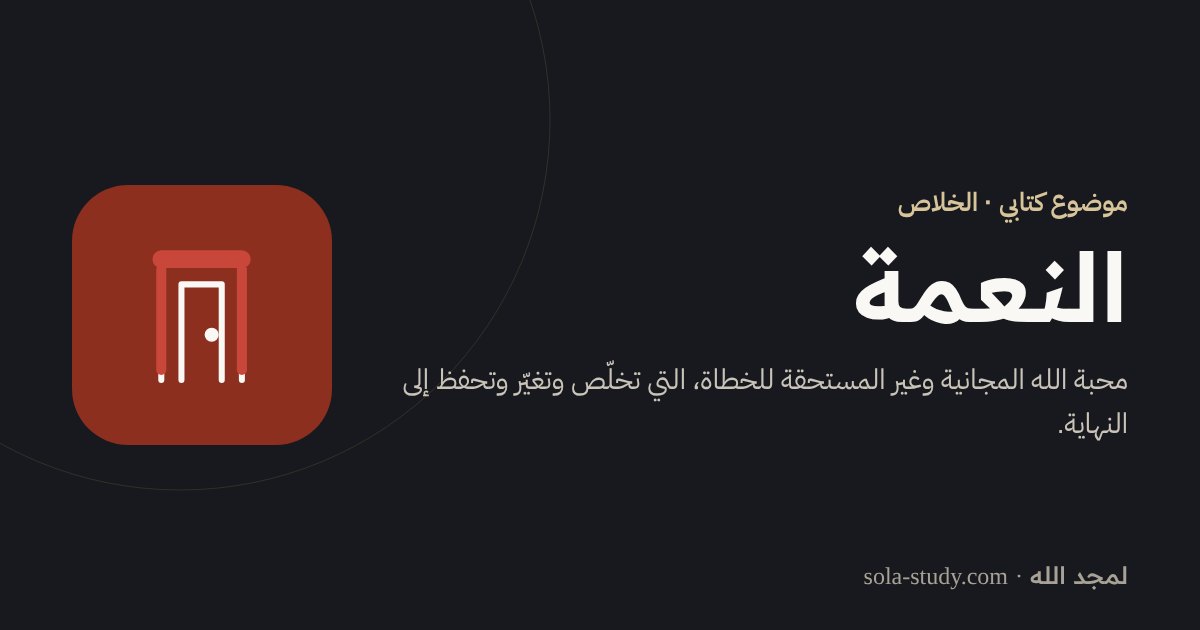 موضوع كتابي · الخلاص
النعمة
محبة الله المجانية وغير المستحقة للخطاة، التي تخلّص وتغيّر وتحفظ إلى
النهاية.
لمجد الله · sola-study.com